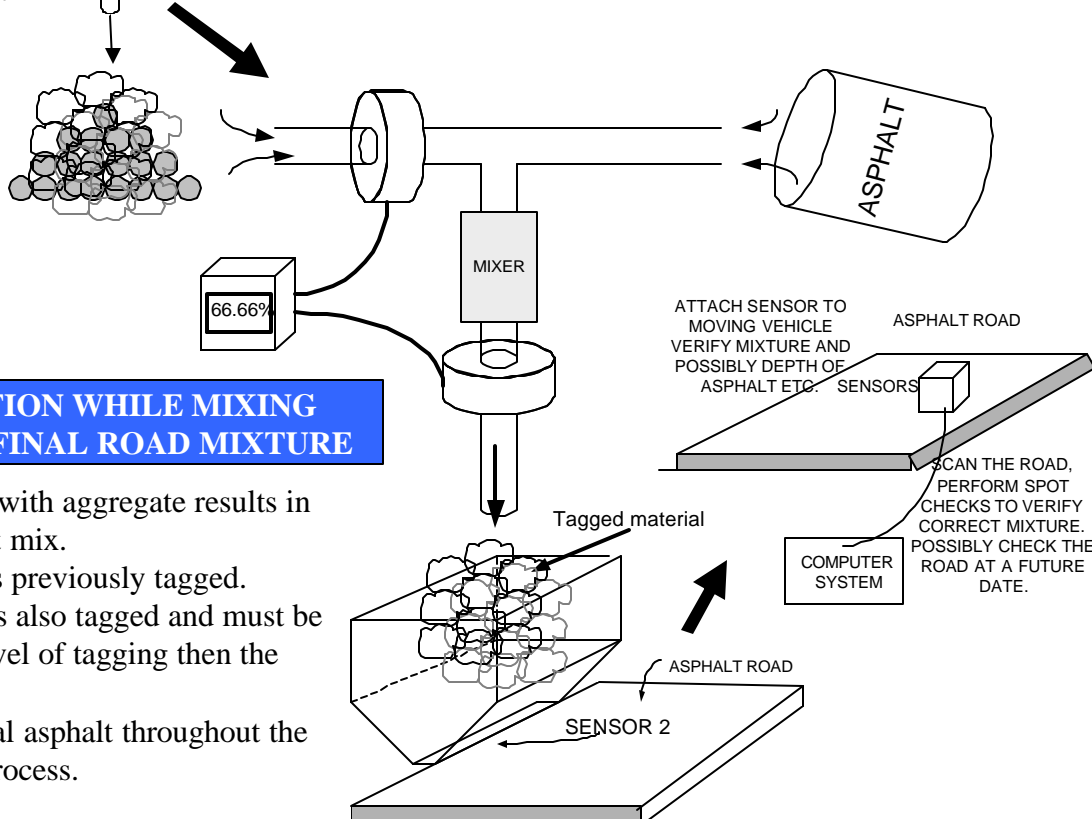 ASPHALT
MIXER
66.66%
ATTACH SENSOR TO
MOVING VEHICLE
VERIFY MIXTURE AND
POSSIBLY DEPTH OF
ASPHALT ETC.
ASPHALT ROAD
SENSORS
TION WHILE MIXING
FINAL ROAD MIXTURE
SCAN THE ROAD,
PERFORM SPOT
CHECKS TO VERIFY
CORRECT MIXTURE.
POSSIBLY CHECK THE
ROAD AT A FUTURE
DATE.
COMPUTER
SYSTEM
with aggregate results in
mix.
s previously tagged.
s also tagged and must be
vel of tagging then the
al asphalt throughout the
rocess.
Tagged material
ASPHALT ROAD
SENSOR 2